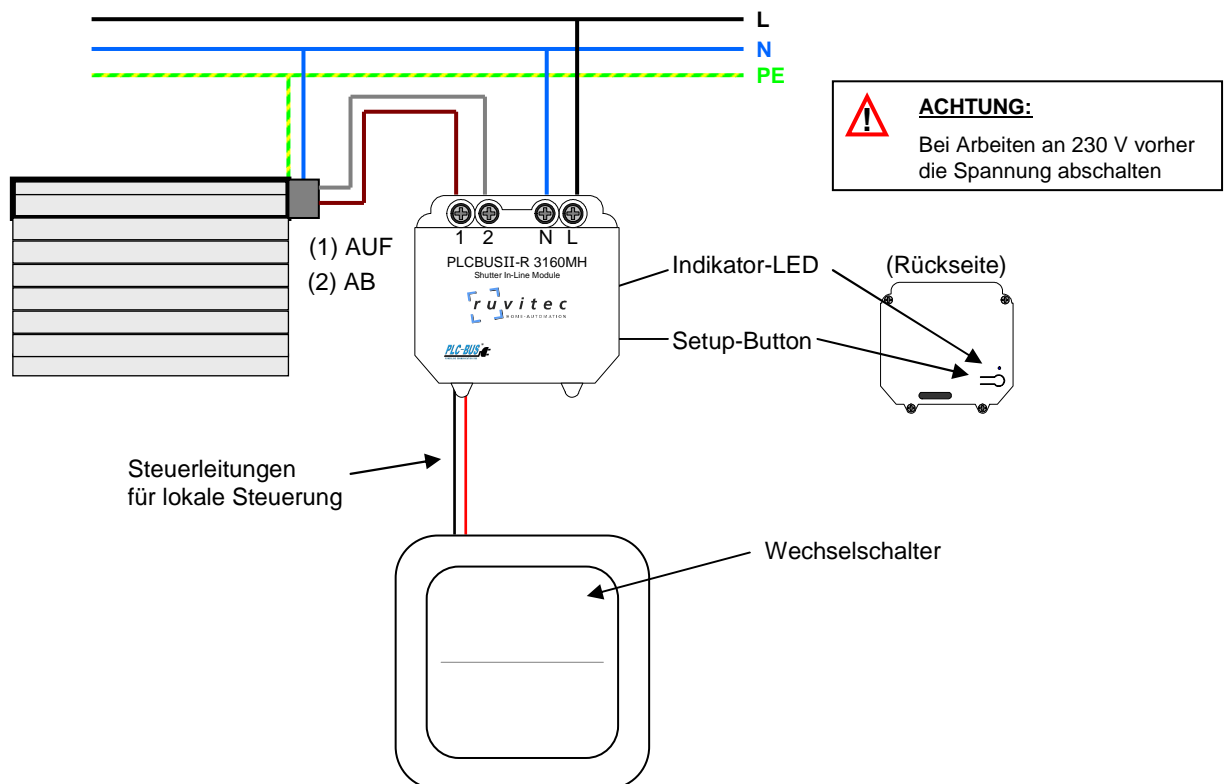 L
N
PE
ACHTUNG:
Bei Arbeiten an 230 V vorher
die Spannung abschalten
(1) AUF
(2) AB
1 2 N L
PLCBUSII-R 3160MH
Shutter In-Line Module
ruvitec
HOME-AUTOMATION
PLC-BUS
Indikator-LED
(Rückseite)
Setup-Button
Steuerleitungen
für lokale Steuerung
Wechselschalter